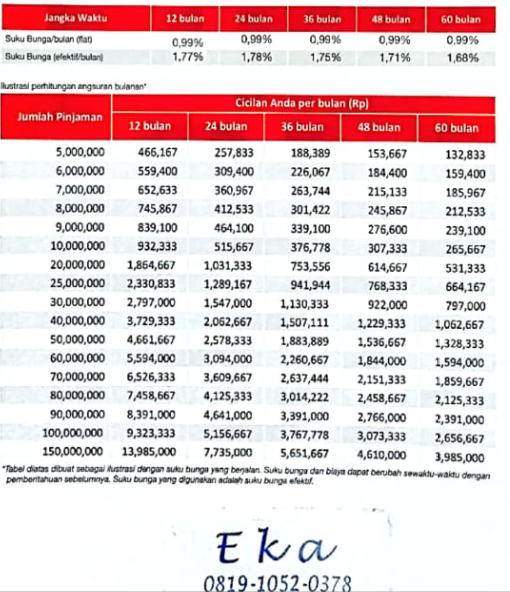 Jangka Waktu 12 bulan 24 bulan 36 bulan 48 bulan 60 bulan
Suku Bunga/bulan (flat) 0,99% 0,99% 0,99% 0,99% 0,99%
Suku Bunga (efektif/bulan) 1,77% 1,78% 1,75% 1,71% 1,68%
Ilustrasi perhitungan angsuran bulanan*
Jumlah Pinjaman Cicilan Anda per bulan (Rp)
12 bulan 24 bulan 36 bulan 48 bulan 60 bulan
5,000,000 466,167 257,833 188,389 153,667 132,833
6,000,000 559,400 309,400 226,067 184,400 159,400
7,000,000 652,633 360,967 263,744 215,133 185,967
8,000,000 745,867 412,533 301,422 245,867 212,533
9,000,000 839,100 464,100 339,100 276,600 239,100
10,000,000 932,333 515,667 376,778 307,333 265,667
20,000,000 1,864,667 1,031,333 753,556 614,667 531,333
25,000,000 2,330,833 1,289,167 941,944 768,333 664,167
30,000,000 2,797,000 1,547,000 1,130,333 922,000 797,000
40,000,000 3,729,333 2,062,667 1,507,111 1,229,333 1,062,667
50,000,000 4,661,667 2,578,333 1,883,889 1,536,667 1,328,333
60,000,000 5,594,000 3,094,000 2,260,667 1,844,000 1,594,000
70,000,000 6,526,333 3,609,667 2,637,444 2,151,333 1,859,667
80,000,000 7,458,667 4,125,333 3,014,222 2,458,667 2,125,333
90,000,000 8,391,000 4,641,000 3,391,000 2,766,000 2,391,000
100,000,000 9,323,333 5,156,667 3,767,778 3,073,333 2,656,667
150,000,000 13,985,000 7,735,000 5,651,667 4,610,000 3,985,000
*Tabel diatas dibuat sebagai ilustrasi dengan suku bunga yang berjalan. Suku bunga dan biaya dapat berubah sewaktu-waktu dengan
pemberitahuan sebelumnya. Suku bunga yang digunakan adalah suku bunga efektif.
Eka
0819-1052-0378